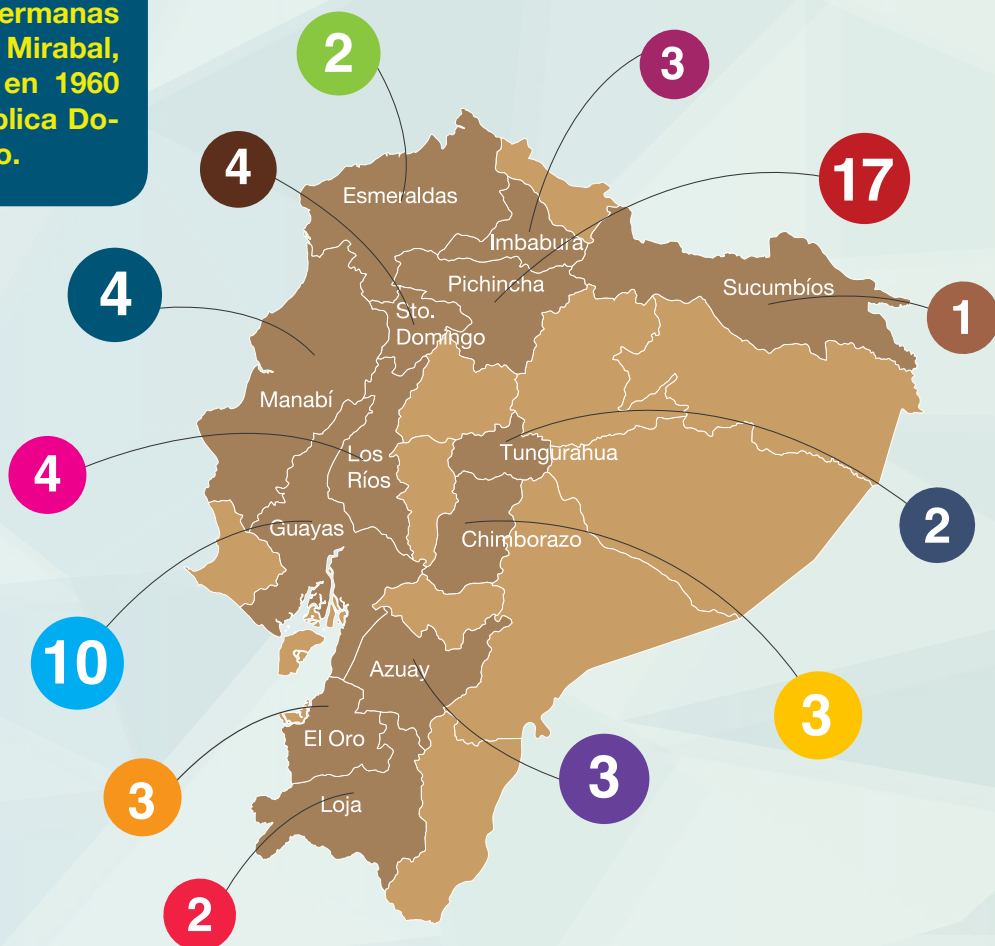 ermanas
Mirabal,
en 1960
blica Do-
o.
2
3
4
17
Esmeraldas
Imbabura
4
Pichincha
Sucumbíos
1
Sto.
Domingo
Manabí
4
Los
Ríos
Tungurahua
2
Guayas
Chimborazo
10
Azuay
3
El Oro
3
3
Loja
2